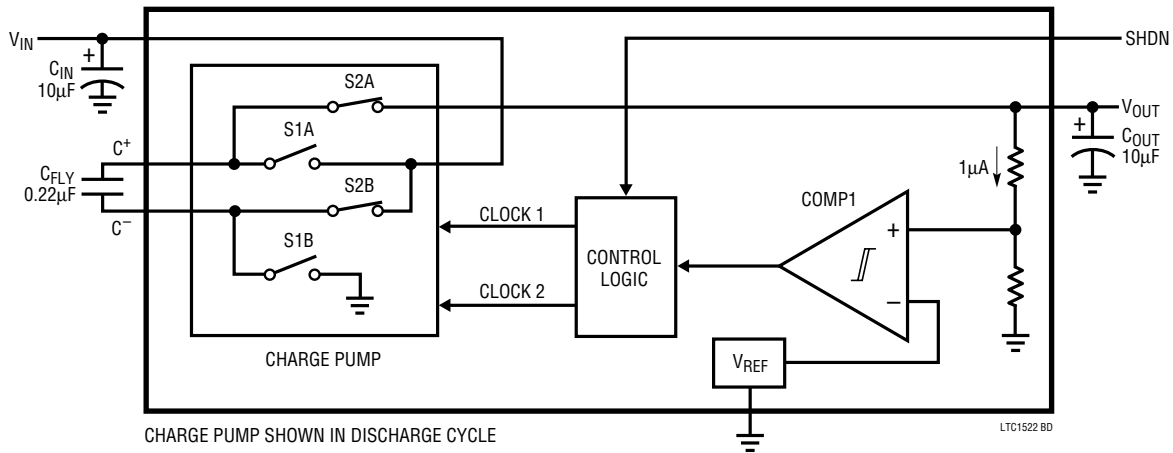 VIN
+
CIN
10µF
S2A
S1A
C+
CFLY
0.22µF
C−
S2B
S1B
CHARGE PUMP
CLOCK 1
CLOCK 2
CONTROL
LOGIC
COMP1
+
−
VREF
1µA
SHDN
VOUT
+
COUT
10µF
CHARGE PUMP SHOWN IN DISCHARGE CYCLE
LTC1522 BD